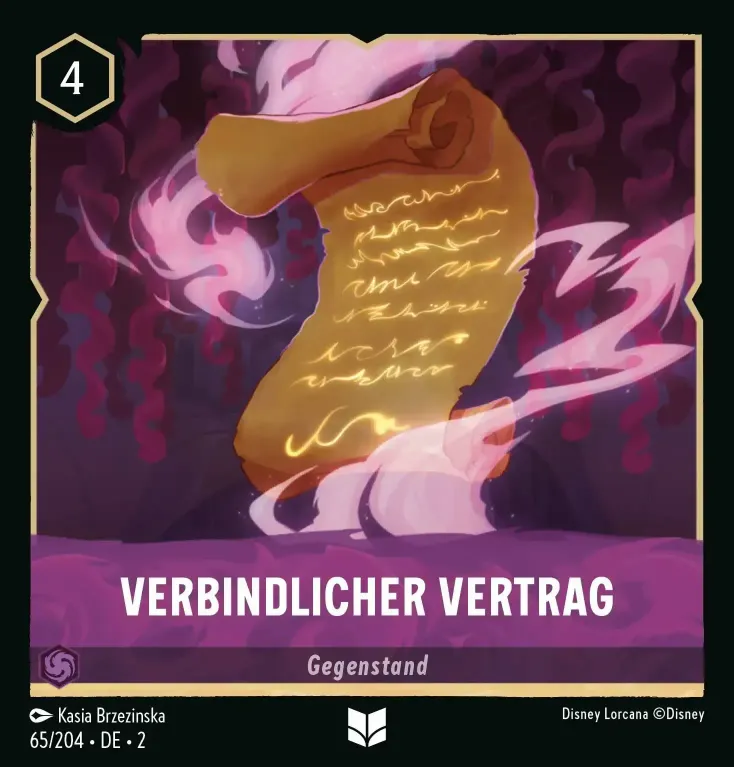 4
VERBINDLICHER VERTRAG
Gegenstand
Kasia Brzezinska
Disney Lorcana ©Disney
65/204 • DE • 2